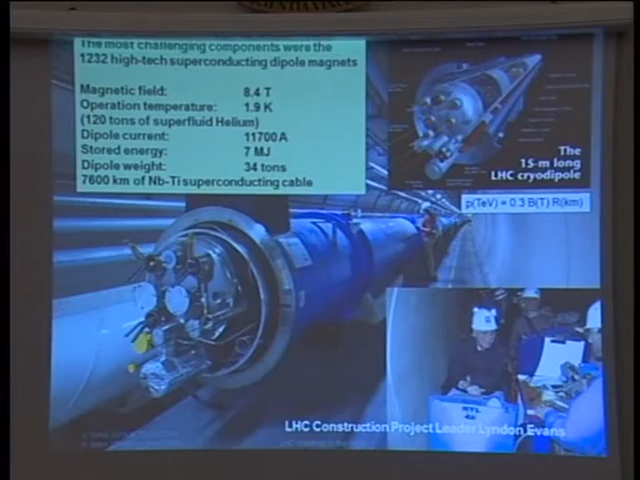 The most challenging components were the
1232 high-tech superconducting dipole magnets
Magnetic field: 8.4 T
Operation temperature: 1.9 K
(120 tons of superfluid Helium)
Dipole current: 11700 A
Stored energy: 7 MJ
Dipole weight: 34 tons
7600 km of Nb-Ti superconducting cable
The
15-m long
LHC cryodipole
p(TeV) = 0.3 B(T) R(km)
LHC Construction Project Leader Lyndon Evans